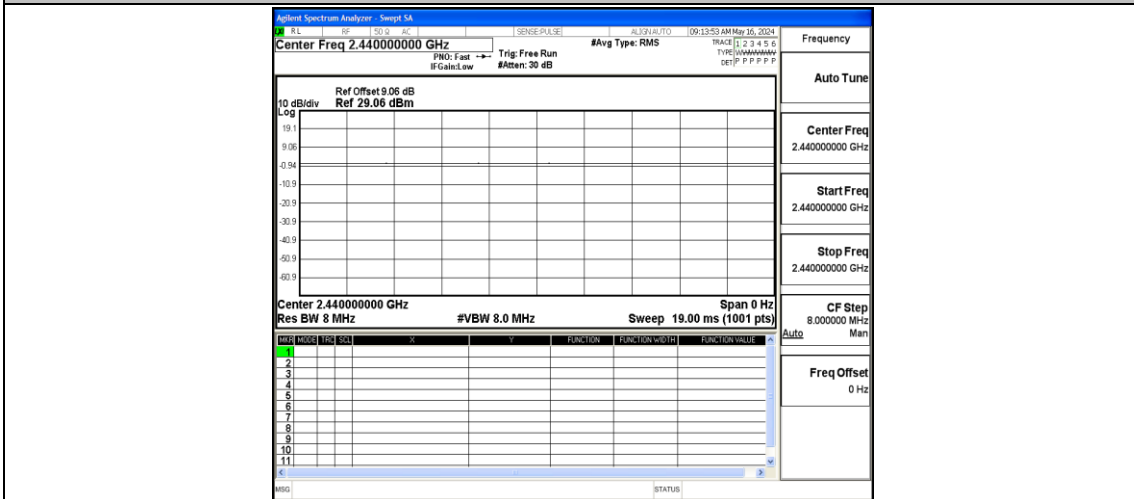 Agilent Spectrum Analyzer - Swept SA
RL RF 50 Ω AC SENSE:PULSE ALIGN AUTO 09:13:53 AM May 16, 2024
Center Freq 2.440000000 GHz
PNO: Fast
IFGain:Low
Trig: Free Run
#Atten: 30 dB
#Avg Type: RMS
TRACE 1 2 3 4 5 6
TYPE
DET P P P P P P
Frequency
Auto Tune
Ref Offset 9.06 dB
10 dB/div Ref 29.06 dBm
Log
19.1
9.06
-0.94
-10.9
-20.9
-30.9
-40.9
-50.9
-60.9
Center 2.440000000 GHz Span 0 Hz
Res BW 8 MHz #VBW 8.0 MHz Sweep 19.00 ms (1001 pts)
MKR MODE TRC SCL X Y FUNCTION FUNCTION WIDTH FUNCTION VALUE
1
2
3
4
5
6
7
8
9
10
11
Center Freq
2.440000000 GHz
Start Freq
2.440000000 GHz
Stop Freq
2.440000000 GHz
CF Step
8.000000 MHz
Auto Man
Freq Offset
0 Hz
MSG STATUS